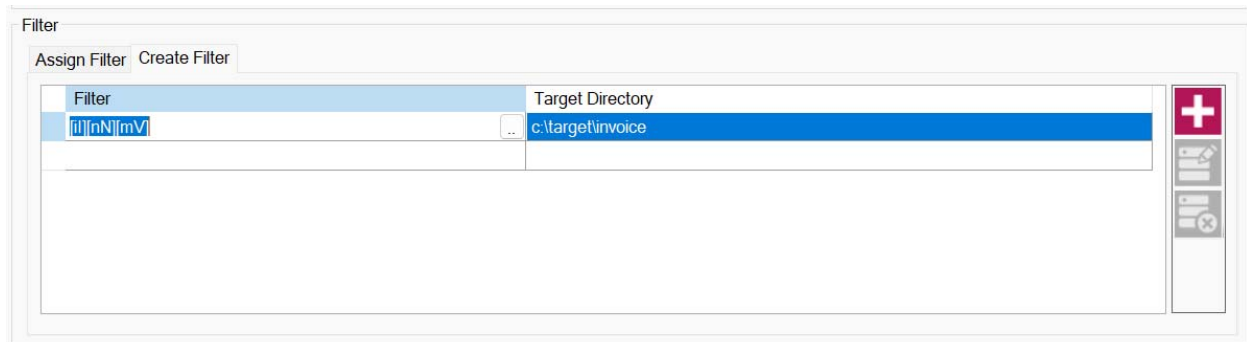 Filter
Assign Filter Create Filter
Filter Target Directory
[iI][nN][mV] .. c:\target\invoice